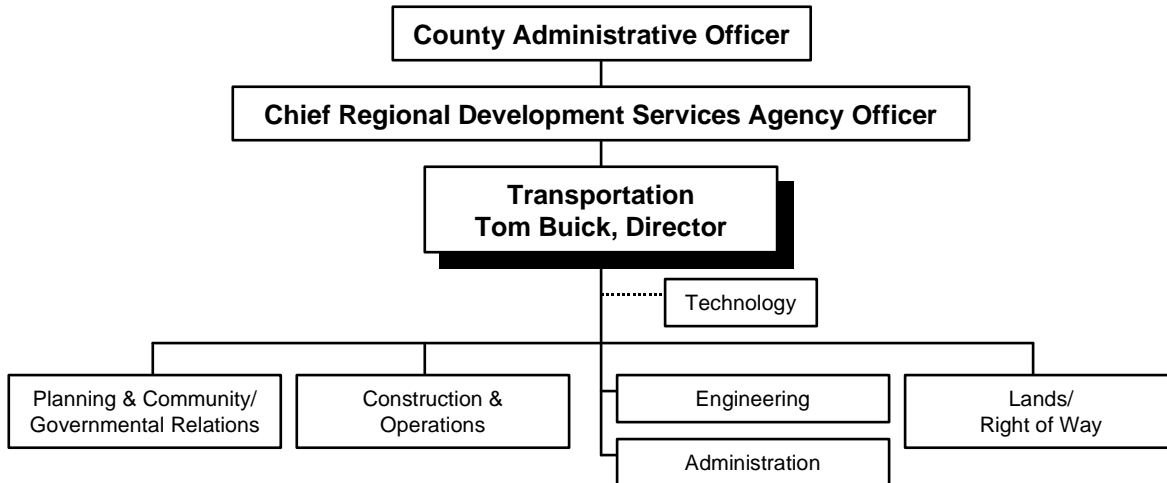 County Administrative Officer
Chief Regional Development Services Agency Officer
Transportation
Tom Buick, Director
Technology
Planning & Community/
Governmental Relations
Construction &
Operations
Engineering
Administration
Lands/
Right of Way